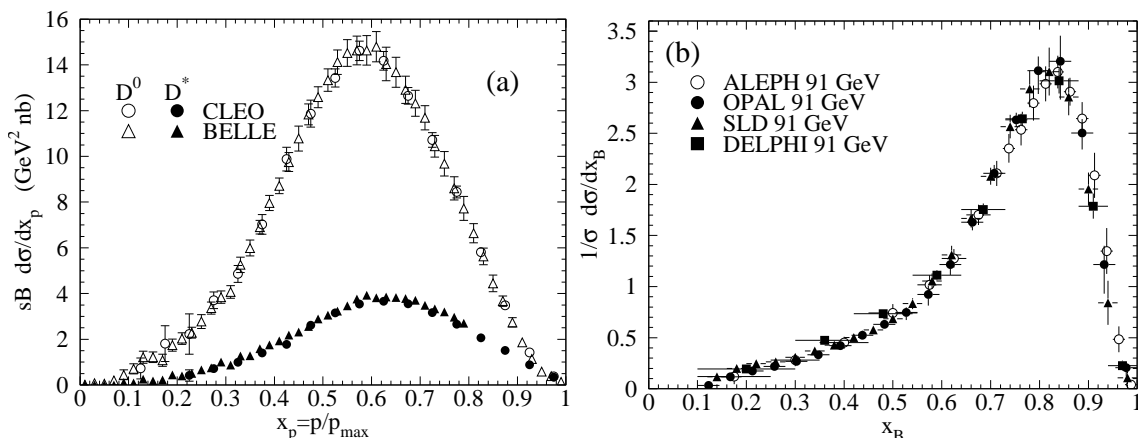 (a)
D⁰ D*
CLEO
BELLE
sB dσ/dxₚ (GeV² nb)
16
14
12
10
8
6
4
2
0
0 0.1 0.2 0.3 0.4 0.5 0.6 0.7 0.8 0.9 1
xₚ=p/pₘₐₓ
(b)
ALEPH 91 GeV
OPAL 91 GeV
SLD 91 GeV
DELPHI 91 GeV
1/σ dσ/dx_B
3.5
3
2.5
2
1.5
1
0.5
0
0 0.1 0.2 0.3 0.4 0.5 0.6 0.7 0.8 0.9 1
x_B